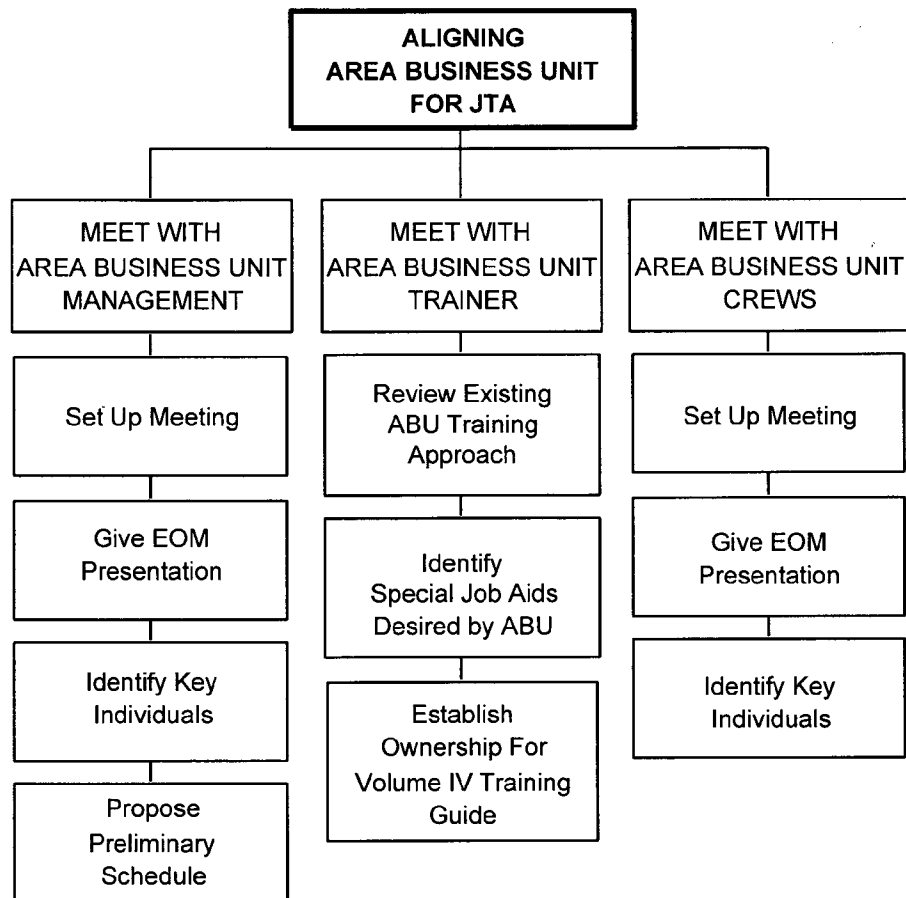 ALIGNING
AREA BUSINESS UNIT
FOR JTA
MEET WITH
AREA BUSINESS UNIT
MANAGEMENT
Set Up Meeting
Give EOM
Presentation
Identify Key
Individuals
Propose
Preliminary
Schedule
MEET WITH
AREA BUSINESS UNIT
TRAINER
Review Existing
ABU Training
Approach
Identify
Special Job Aids
Desired by ABU
Establish
Ownership For
Volume IV Training
Guide
MEET WITH
AREA BUSINESS UNIT
CREWS
Set Up Meeting
Give EOM
Presentation
Identify Key
Individuals